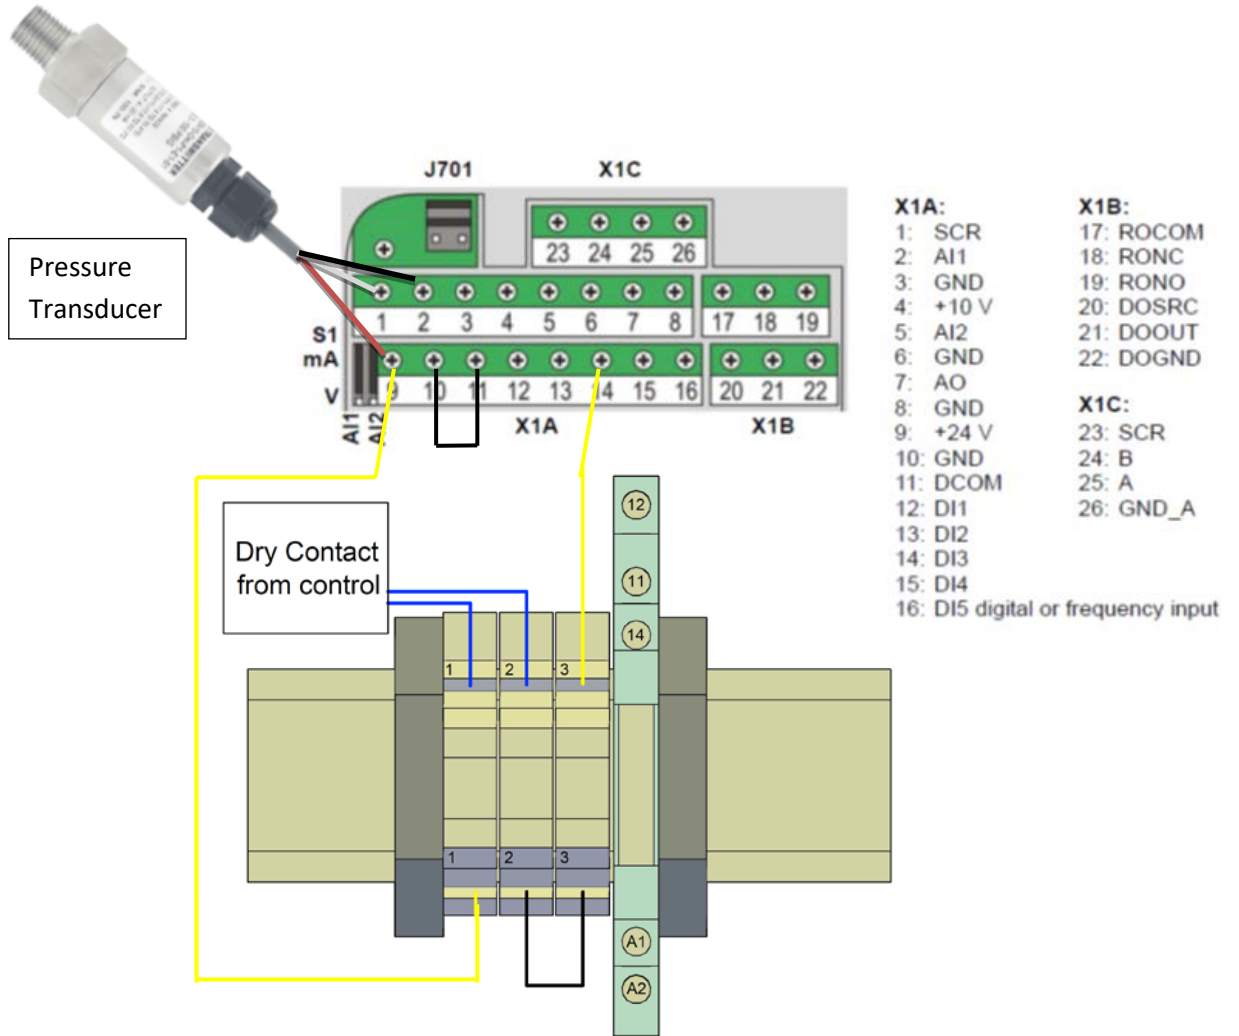 J701
X1C
Pressure
Transducer
TRANSMITTER
23 24 25 26
1 2 3 4 5 6 7 8 17 18 19
S1
mA
V
9 10 11 12 13 14 15 16 20 21 22
AI1
AI2
X1A
X1B
X1A:
1: SCR
2: AI1
3: GND
4: +10 V
5: AI2
6: GND
7: AO
8: GND
9: +24 V
10: GND
11: DCOM
12: DI1
13: DI2
14: DI3
15: DI4
16: DI5 digital or frequency input
X1B:
17: ROCOM
18: RONC
19: RONO
20: DOSRC
21: DOOUT
22: DOGND
X1C:
23: SCR
24: B
25: A
26: GND_A
Dry Contact
from control
12
11
14
1 2 3
1 2 3
A1
A2